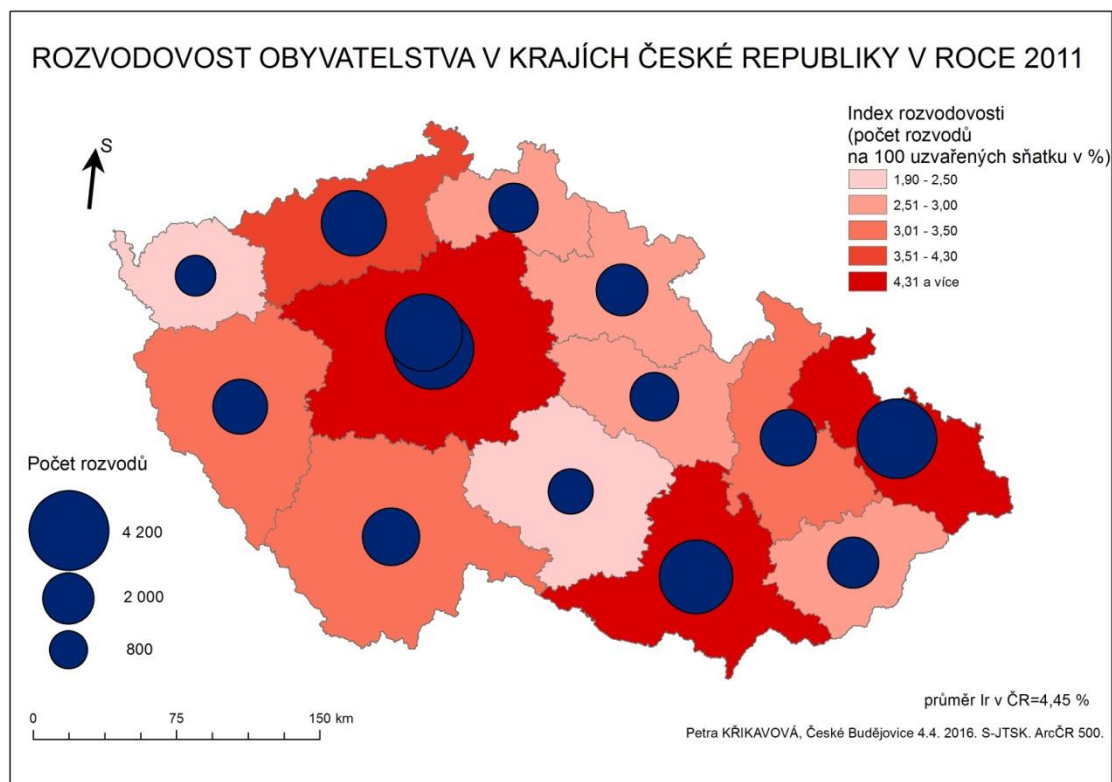 ROZVODOVOST OBYVATELSTVA V KRAJÍCH ČESKÉ REPUBLIKY V ROCE 2011
S
Index rozvodovosti
(počet rozvodů
na 100 uzvařených sňatku v %)
1,90 - 2,50
2,51 - 3,00
3,01 - 3,50
3,51 - 4,30
4,31 a více
Počet rozvodů
4 200
2 000
800
0 75 150 km
průměr Ir v ČR=4,45 %
Petra KŘIKAVOVÁ, České Budějovice 4.4. 2016. S-JTSK. ArcČR 500.